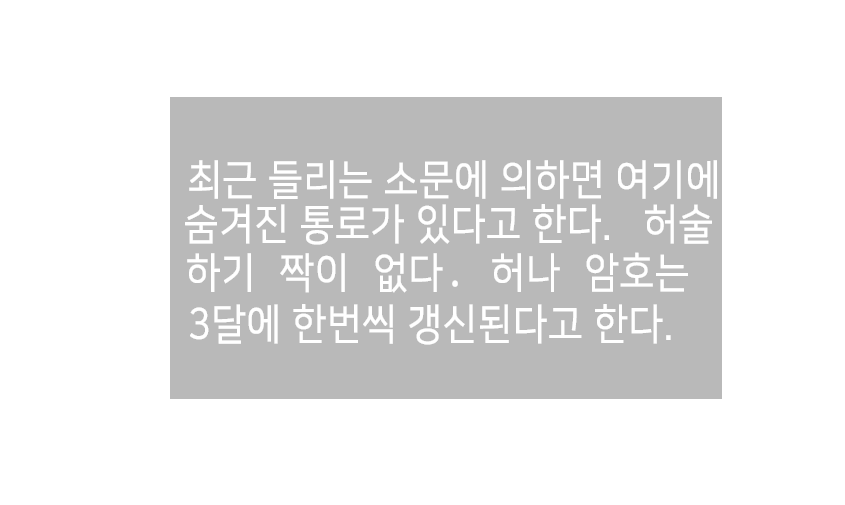 최근 들리는 소문에 의하면 여기에
숨겨진 통로가 있다고 한다. 허술
하기 짝이 없다. 허나 암호는
3달에 한번씩 갱신된다고 한다.